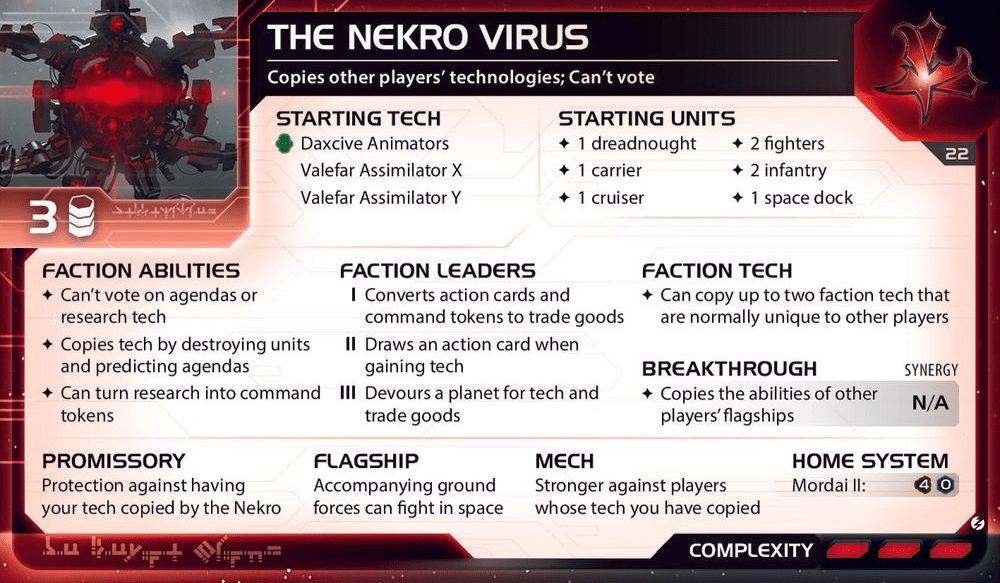 THE NEKRO VIRUS
Copies other players' technologies; Can't vote
22
3
STARTING TECH
Daxcive Animators
Valefar Assimilator X
Valefar Assimilator Y
STARTING UNITS
✦ 1 dreadnought
✦ 1 carrier
✦ 1 cruiser
✦ 2 fighters
✦ 2 infantry
✦ 1 space dock
FACTION ABILITIES
✦ Can't vote on agendas or
research tech
✦ Copies tech by destroying units
and predicting agendas
✦ Can turn research into command
tokens
FACTION LEADERS
I Converts action cards and
command tokens to trade goods
II Draws an action card when
gaining tech
III Devours a planet for tech and
trade goods
FACTION TECH
✦ Can copy up to two faction tech that
are normally unique to other players
BREAKTHROUGH SYNERGY
✦ Copies the abilities of other
players' flagships
N/A
PROMISSORY
Protection against having
your tech copied by the Nekro
FLAGSHIP
Accompanying ground
forces can fight in space
MECH
Stronger against players
whose tech you have copied
HOME SYSTEM
Mordai II: 4 0
COMPLEXITY